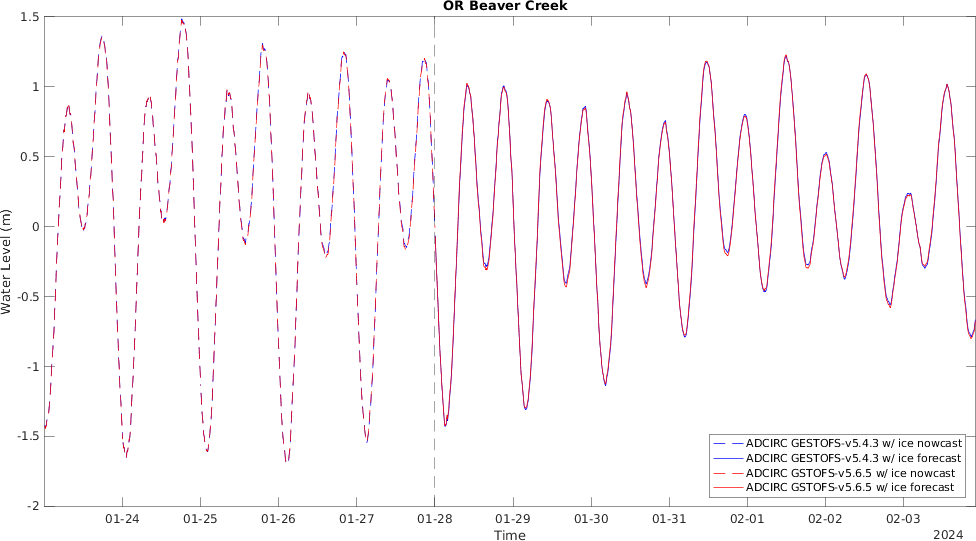 OR Beaver Creek
1.5
1
0.5
0
-0.5
-1
-1.5
-2
Water Level (m)
01-24 01-25 01-26 01-27 01-28 01-29 01-30 01-31 02-01 02-02 02-03
Time
2024
ADCIRC GESTOFS-v5.4.3 w/ ice nowcast
ADCIRC GESTOFS-v5.4.3 w/ ice forecast
ADCIRC GSTOFS-v5.6.5 w/ ice nowcast
ADCIRC GSTOFS-v5.6.5 w/ ice forecast